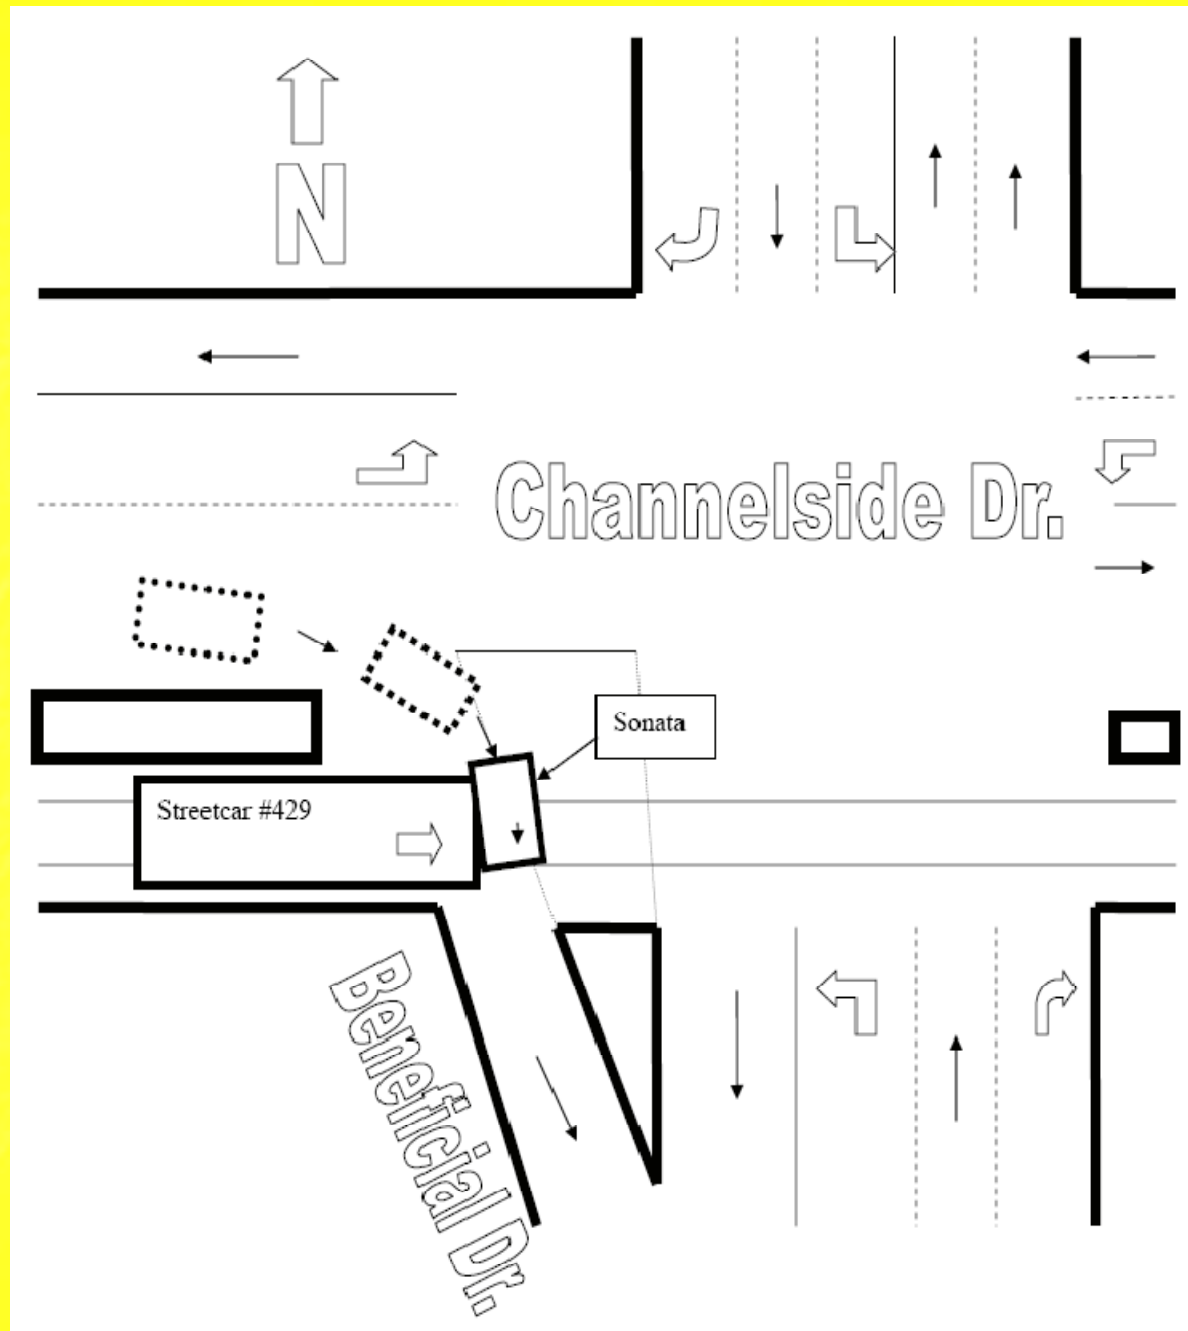 N
Channelside Dr.
Sonata
Streetcar #429
Beneficial Dr.